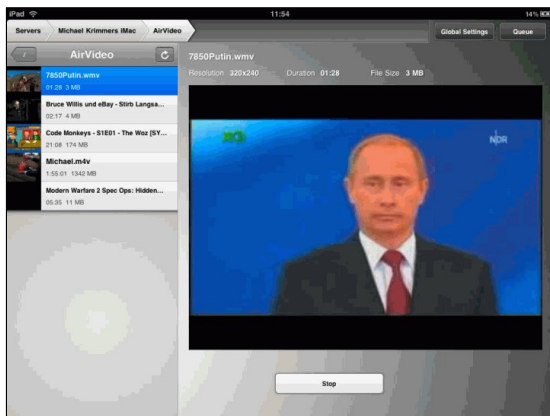 iPad
11:54
14%
Servers
Michael Krimmers iMac
AirVideo
Global Settings
Queue
AirVideo
7850Putin.wmv
01:28 3 MB
Bruce Willis und eBay - Stirb Langsa...
02:17 4 MB
Code Monkeys - S1E01 - The Woz [SY...
21:08 174 MB
Michael.m4v
1:55:01 1342 MB
Modern Warfare 2 Spec Ops: Hidden...
05:35 11 MB
7850Putin.wmv
Resolution 320x240 Duration 01:28 File Size 3 MB
NDR
Stop